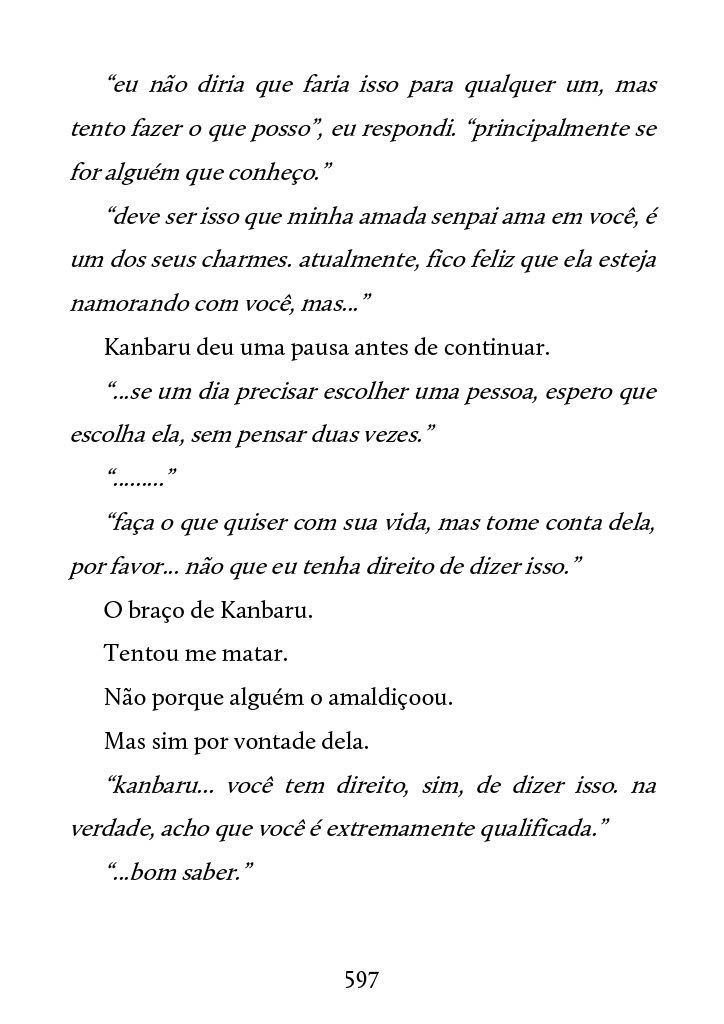 “eu não diria que faria isso para qualquer um, mas
tento fazer o que posso”, eu respondi. “principalmente se
for alguém que conheço.”
“deve ser isso que minha amada senpai ama em você, é
um dos seus charmes. atualmente, fico feliz que ela esteja
namorando com você, mas...”
Kanbaru deu uma pausa antes de continuar.
“...se um dia precisar escolher uma pessoa, espero que
escolha ela, sem pensar duas vezes.”
“.........”
“faça o que quiser com sua vida, mas tome conta dela,
por favor... não que eu tenha direito de dizer isso.”
O braço de Kanbaru.
Tentou me matar.
Não porque alguém o amaldiçoou.
Mas sim por vontade dela.
“kanbaru... você tem direito, sim, de dizer isso. na
verdade, acho que você é extremamente qualificada.”
“...bom saber.”
597